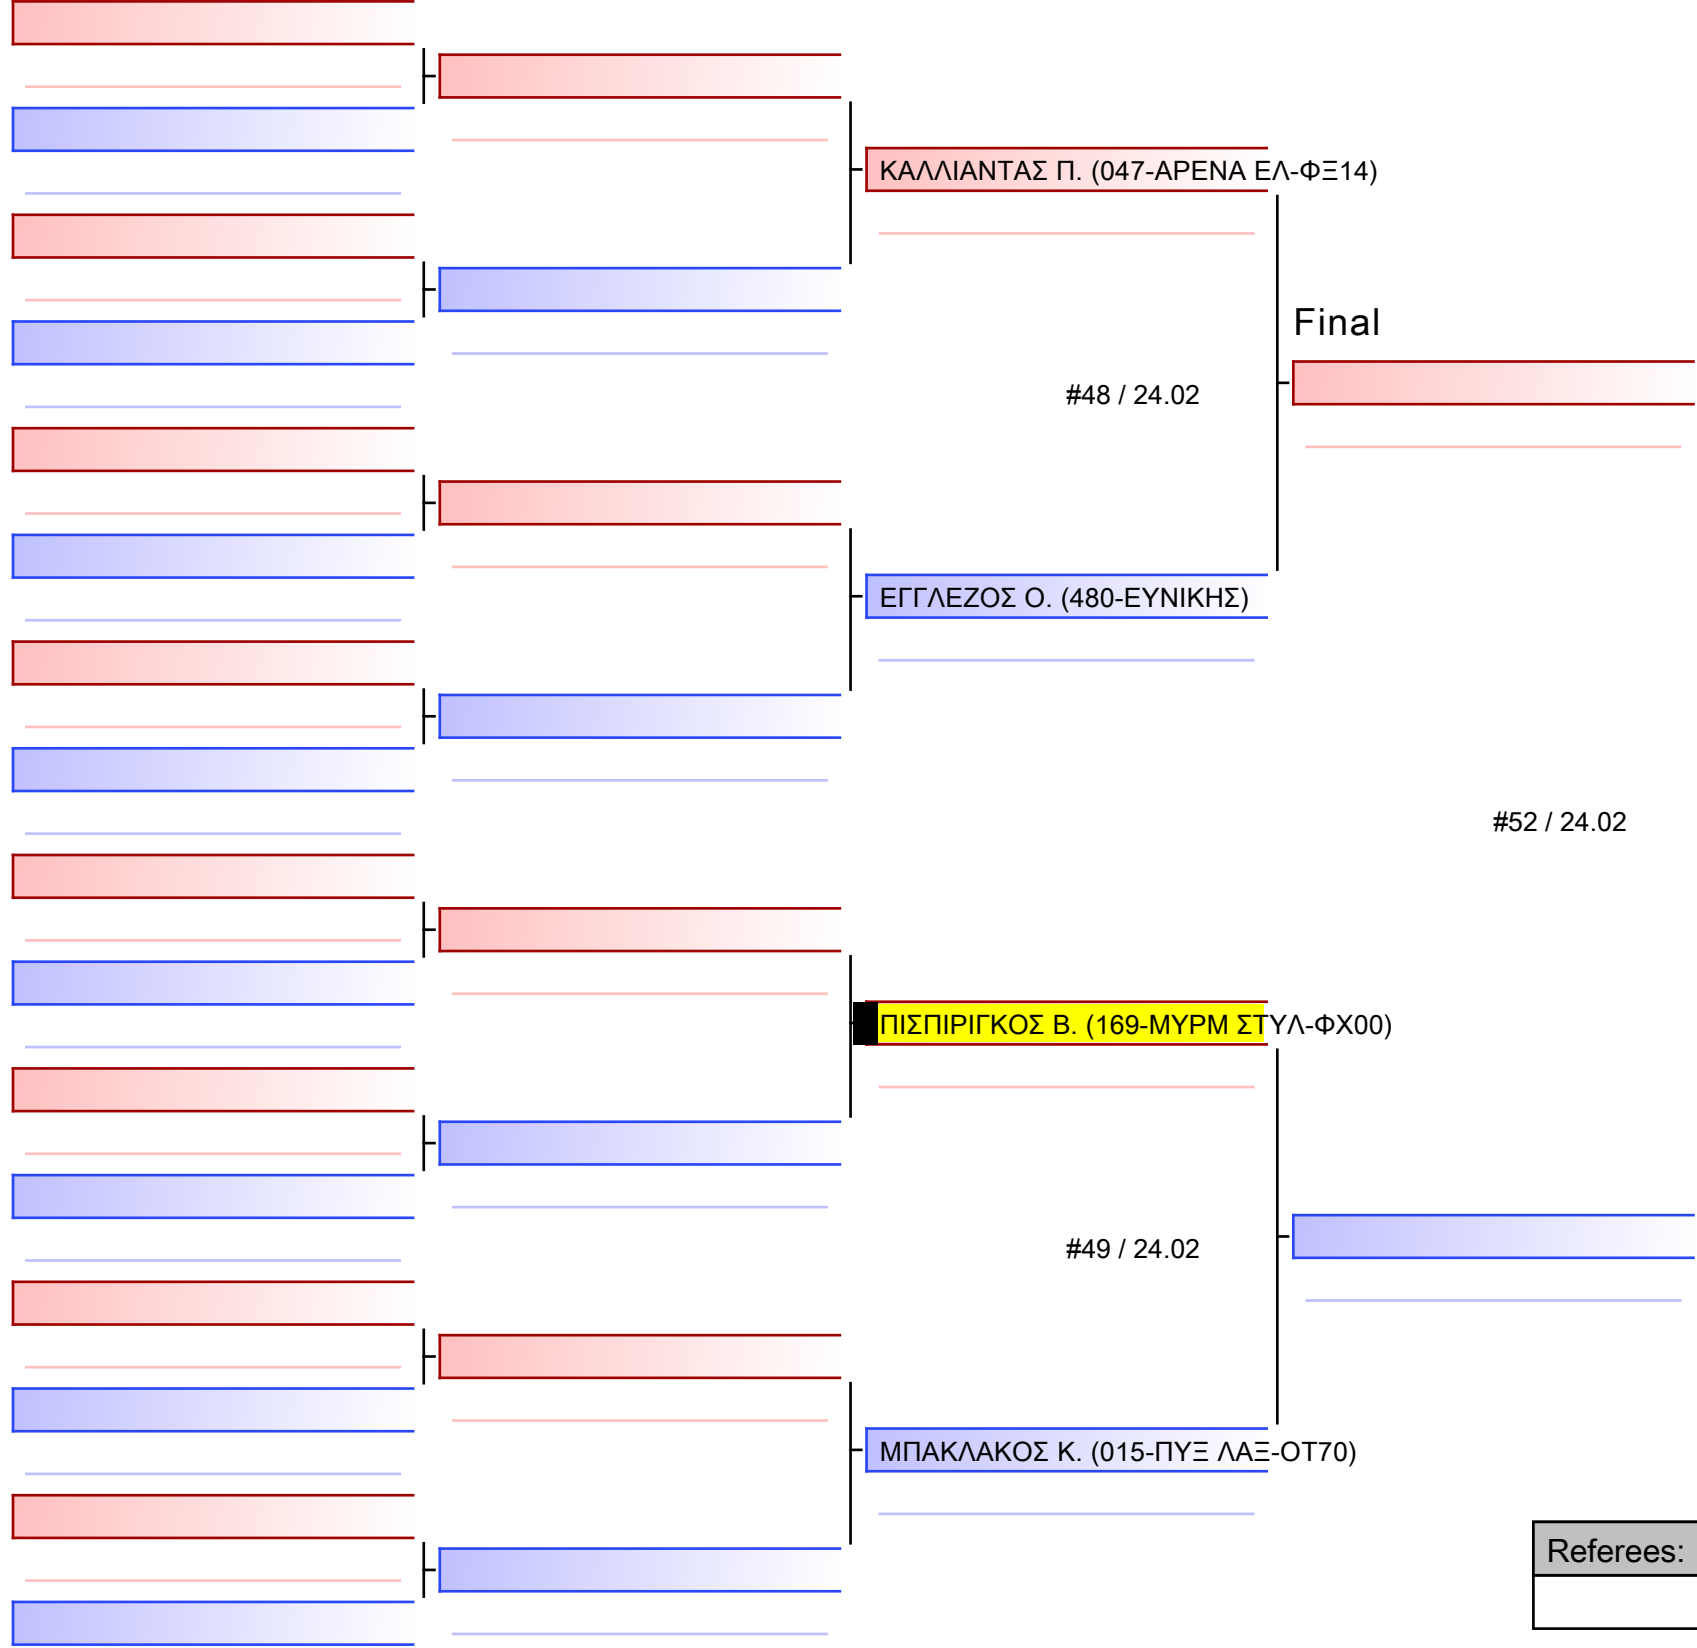 ΚΑΛΛΙΑΝΤΑΣ Π. (047-ΑΡΕΝΑ ΕΛ-ΦΞ14)
Final
#48 / 24.02
ΕΓΓΛΕΖΟΣ Ο. (480-ΕΥΝΙΚΗΣ)
#52 / 24.02
ΠΙΣΠΙΡΙΓΚΟΣ Β. (169-ΜΥΡΜ ΣΤΥΛ-ΦΧ00)
#49 / 24.02
ΜΠΑΚΛΑΚΟΣ Κ. (015-ΠΥΞ ΛΑΞ-ΟΤ70)
Referees: